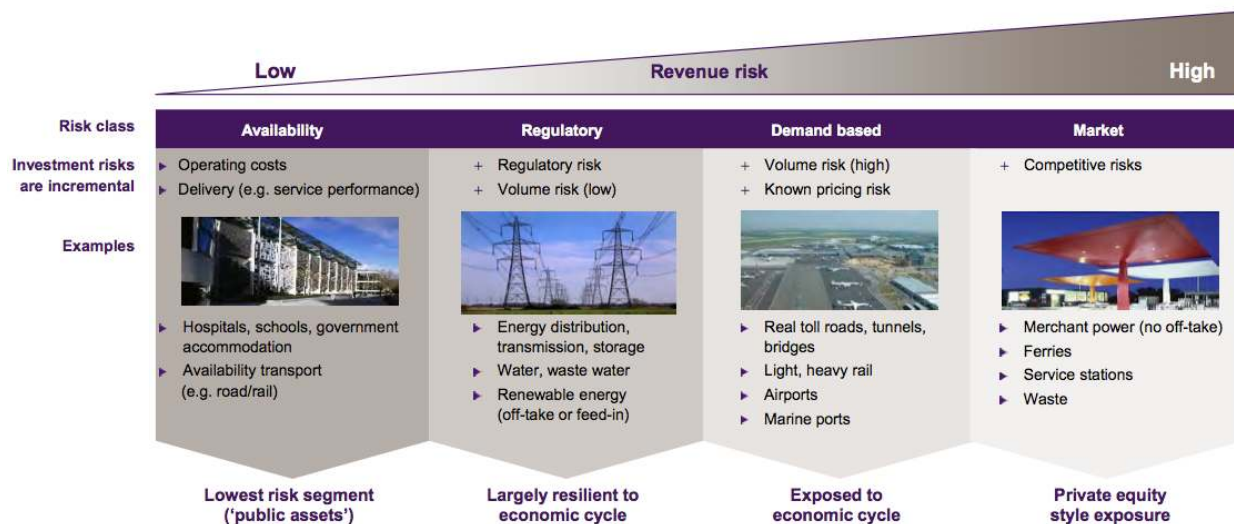 Low
Revenue risk
High
Risk class
Availability
Regulatory
Demand based
Market
Investment risks
are incremental
Operating costs
Delivery (e.g. service performance)
+ Regulatory risk
+ Volume risk (low)
+ Volume risk (high)
+ Known pricing risk
+ Competitive risks
Examples
Hospitals, schools, government
accommodation
Availability transport
(e.g. road/rail)
Energy distribution,
transmission, storage
Water, waste water
Renewable energy
(off-take or feed-in)
Real toll roads, tunnels,
bridges
Light, heavy rail
Airports
Marine ports
Merchant power (no off-take)
Ferries
Service stations
Waste
Lowest risk segment
(‘public assets’)
Largely resilient to
economic cycle
Exposed to
economic cycle
Private equity
style exposure